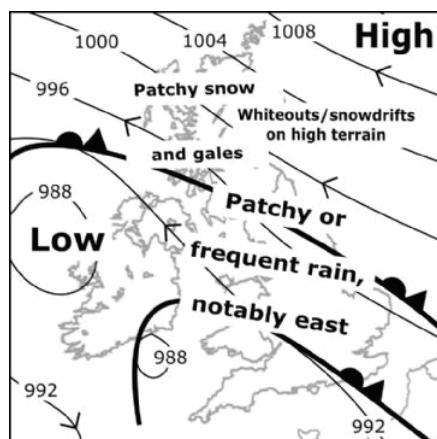 1000
1004
1008
High
996
Patchy snow
Whiteouts/snowdrifts
on high terrain
and gales
988
Low
Patchy or
frequent rain,
notably east
988
992
992